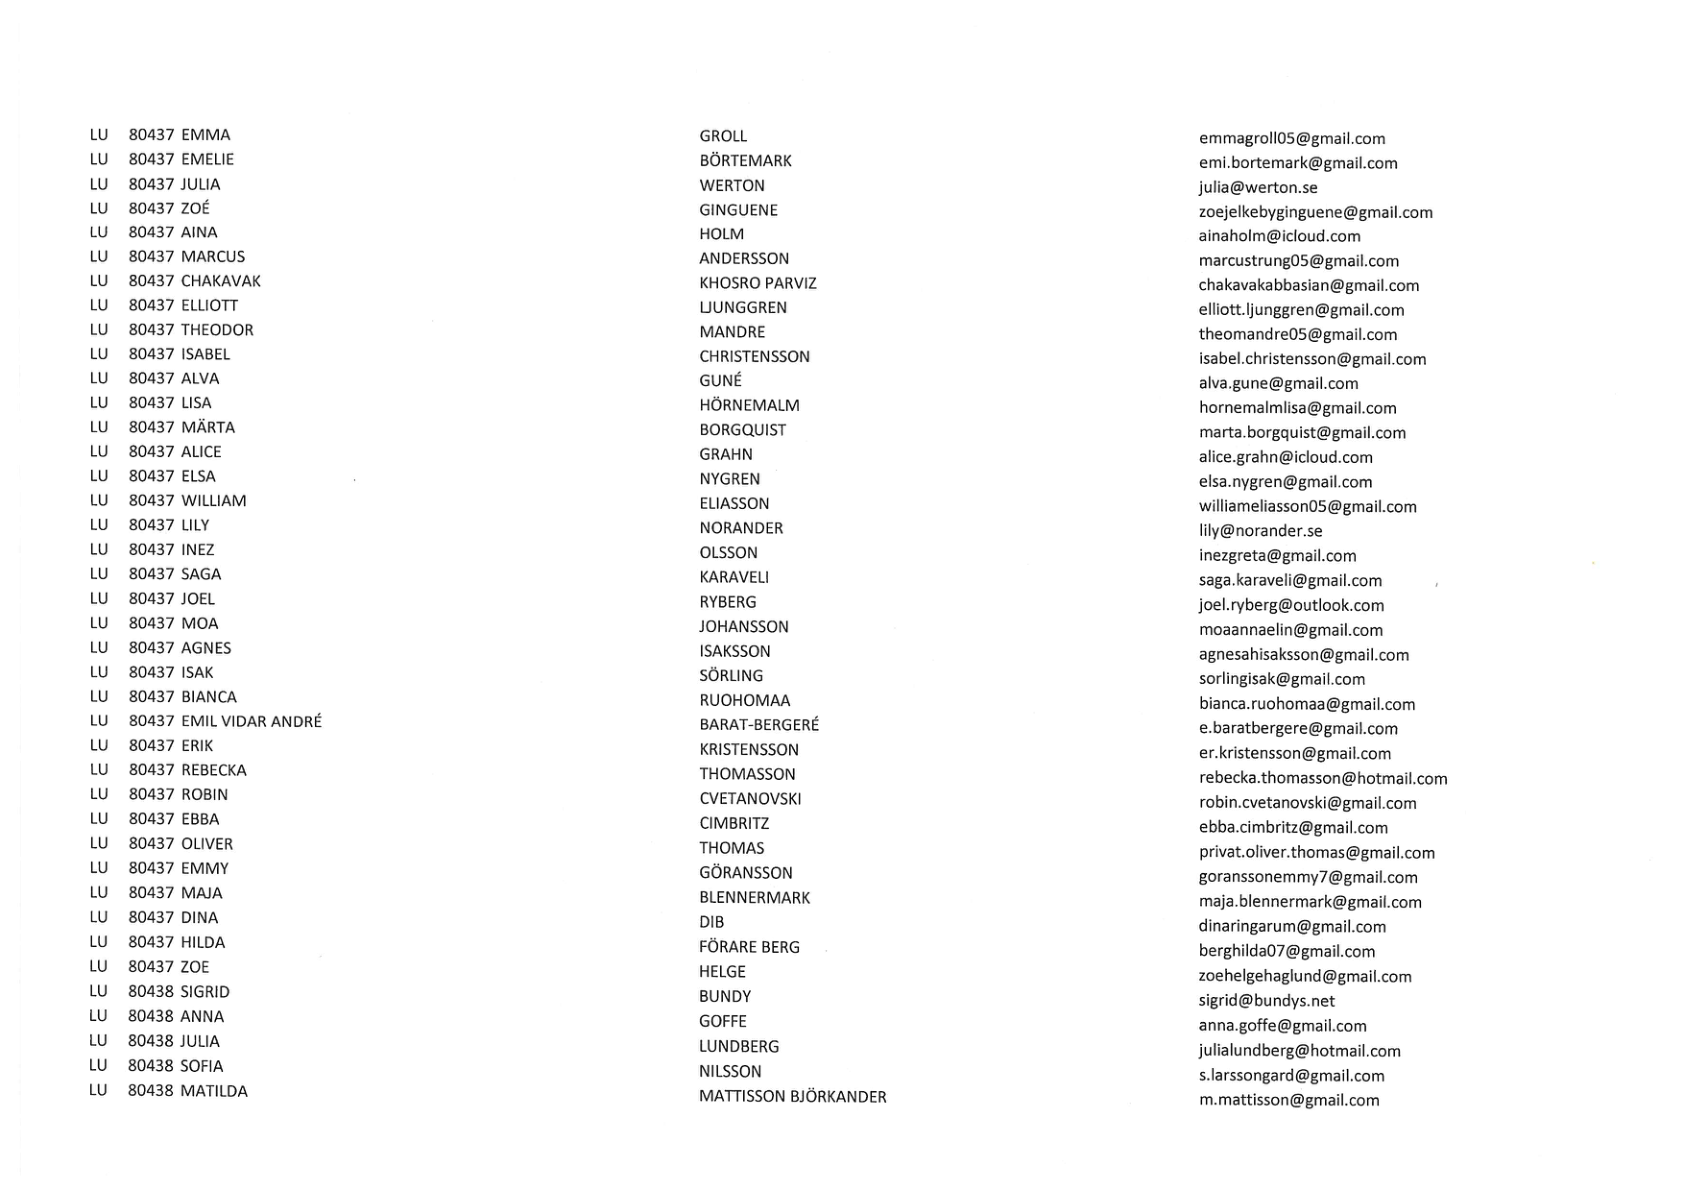 LU 80437 EMMA GROLL emmagroll05@gmail.com
LU 80437 EMELIE BÖRTEMARK emi.bortemark@gmail.com
LU 80437 JULIA WERTON julia@werton.se
LU 80437 ZOÉ GINGUENE zoejelkebyginguene@gmail.com
LU 80437 AINA HOLM ainaholm@icloud.com
LU 80437 MARCUS ANDERSSON marcustrung05@gmail.com
LU 80437 CHAKAVAK KHOSRO PARVIZ chakavakabbasian@gmail.com
LU 80437 ELLIOTT LJUNGGREN elliott.ljunggren@gmail.com
LU 80437 THEODOR MANDRE theomandre05@gmail.com
LU 80437 ISABEL CHRISTENSSON isabel.christensson@gmail.com
LU 80437 ALVA GUNÉ alva.gune@gmail.com
LU 80437 LISA HÖRNEMALM hornemalmlisa@gmail.com
LU 80437 MÄRTA BORGQUIST marta.borgquist@gmail.com
LU 80437 ALICE GRAHN alice.grahn@icloud.com
LU 80437 ELSA NYGREN elsa.nygren@gmail.com
LU 80437 WILLIAM ELIASSON williameliasson05@gmail.com
LU 80437 LILY NORANDER lily@norander.se
LU 80437 INEZ OLSSON inezgreta@gmail.com
LU 80437 SAGA KARAVELI saga.karaveli@gmail.com
LU 80437 JOEL RYBERG joel.ryberg@outlook.com
LU 80437 MOA JOHANSSON moaannaelin@gmail.com
LU 80437 AGNES ISAKSSON agnesahisaksson@gmail.com
LU 80437 ISAK SÖRLING sorlingisak@gmail.com
LU 80437 BIANCA RUOHOMAA bianca.ruohomaa@gmail.com
LU 80437 EMIL VIDAR ANDRÉ BARAT-BERGERÉ e.baratbergere@gmail.com
LU 80437 ERIK KRISTENSSON er.kristensson@gmail.com
LU 80437 REBECKA THOMASSON rebecka.thomasson@hotmail.com
LU 80437 ROBIN CVETANOVSKI robin.cvetanovski@gmail.com
LU 80437 EBBA CIMBRITZ ebba.cimbritz@gmail.com
LU 80437 OLIVER THOMAS privat.oliver.thomas@gmail.com
LU 80437 EMMY GÖRANSSON goranssonemmy7@gmail.com
LU 80437 MAJA BLENNERMARK maja.blennermark@gmail.com
LU 80437 DINA DIB dinaringarum@gmail.com
LU 80437 HILDA FÖRARE BERG berghilda07@gmail.com
LU 80437 ZOE HELGE zoehelgehaglund@gmail.com
LU 80438 SIGRID BUNDY sigrid@bundys.net
LU 80438 ANNA GOFFE anna.goffe@gmail.com
LU 80438 JULIA LUNDBERG julialundberg@hotmail.com
LU 80438 SOFIA NILSSON s.larssongard@gmail.com
LU 80438 MATILDA MATTISSON BJÖRKANDER m.mattisson@gmail.com